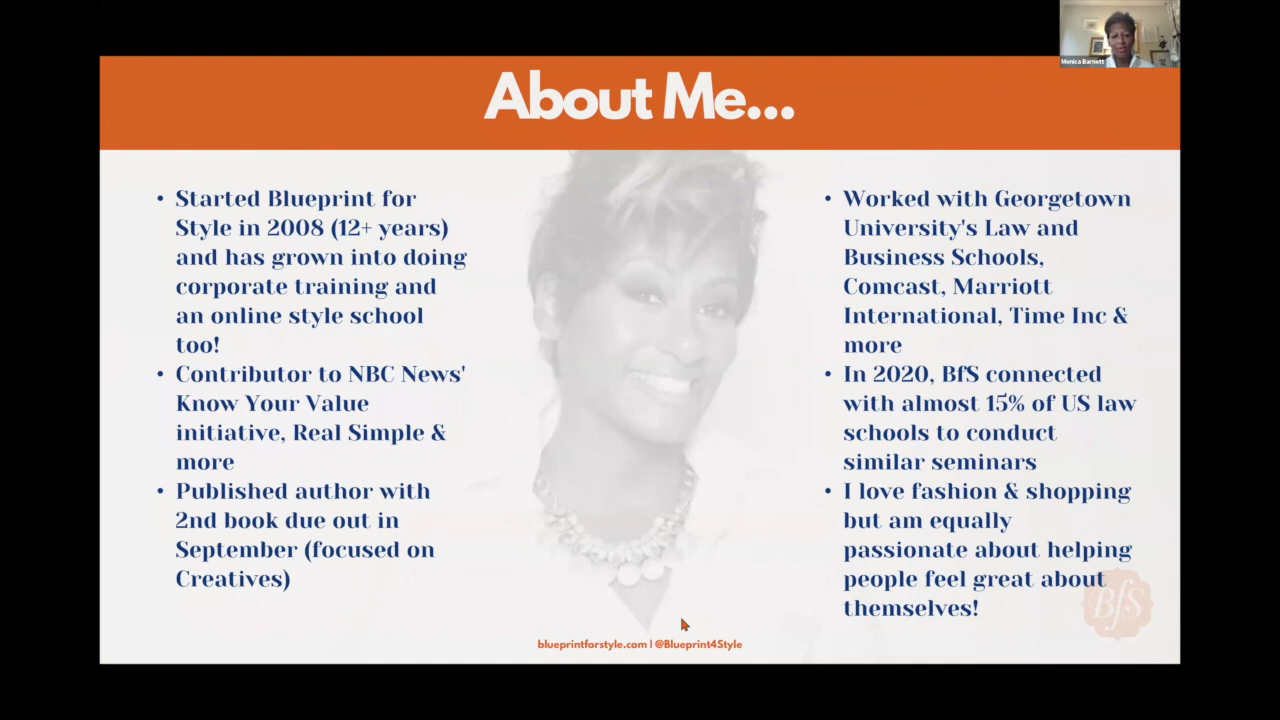 Monica Barnett
About Me...
• Started Blueprint for
Style in 2008 (12+ years)
and has grown into doing
corporate training and
an online style school
too!
• Contributor to NBC News'
Know Your Value
initiative, Real Simple &
more
• Published author with
2nd book due out in
September (focused on
Creatives)
• Worked with Georgetown
University's Law and
Business Schools,
Comcast, Marriott
International, Time Inc &
more
• In 2020, BfS connected
with almost 15% of US law
schools to conduct
similar seminars
• I love fashion & shopping
but am equally
passionate about helping
people feel great about
themselves!
BfS
blueprintforstyle.com | @Blueprint4Style